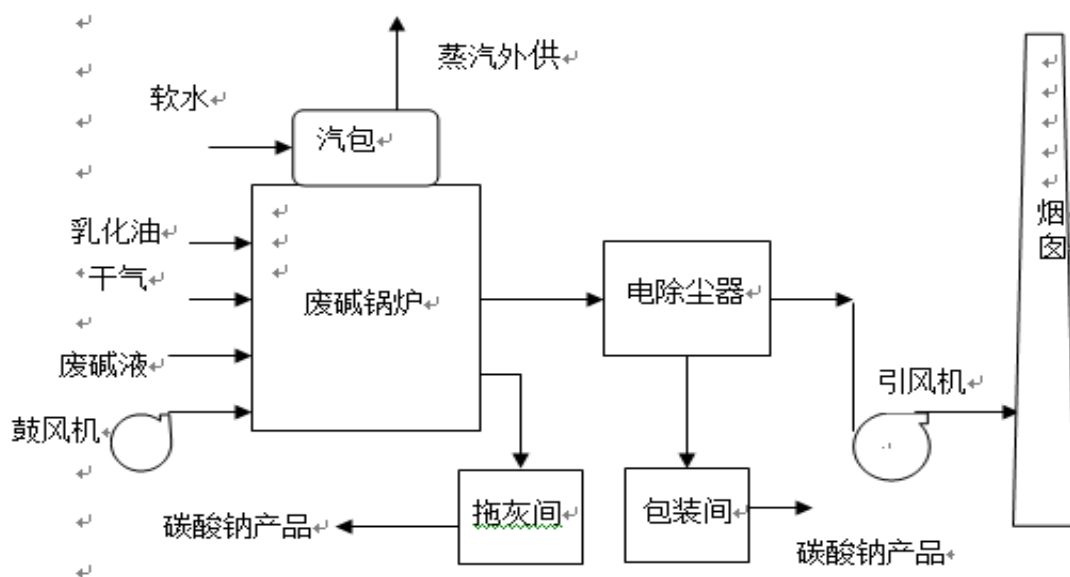 蒸汽外供
软水
汽包
乳化油
干气
废碱锅炉
废碱液
鼓风机
电除尘器
引风机
烟
囱
拖灰间
包装间
碳酸钠产品
碳酸钠产品